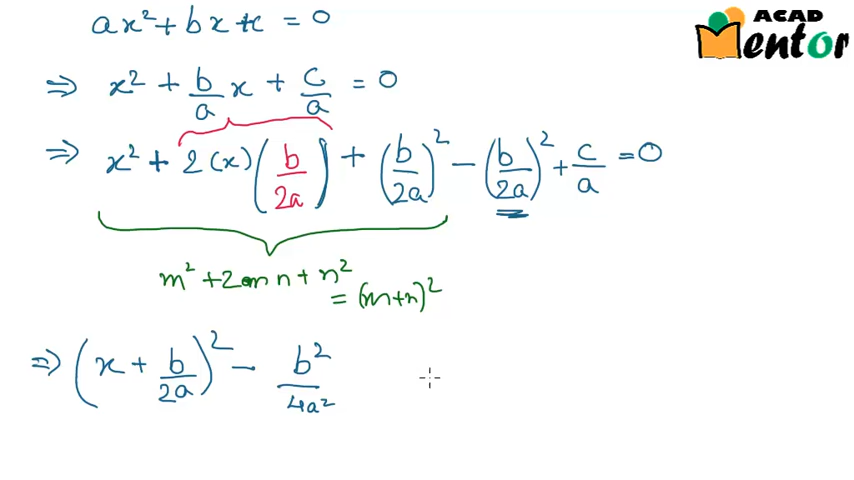 ACAD
Mentor
ax² + bx + c = 0
⇒ x² + b/a x + c/a = 0
⇒ x² + 2(x)(b/2a) + (b/2a)² - (b/2a)² + c/a = 0
m² + 2mn + n²
= (m+n)²
⇒ (x + b/2a)² - b²/4a²